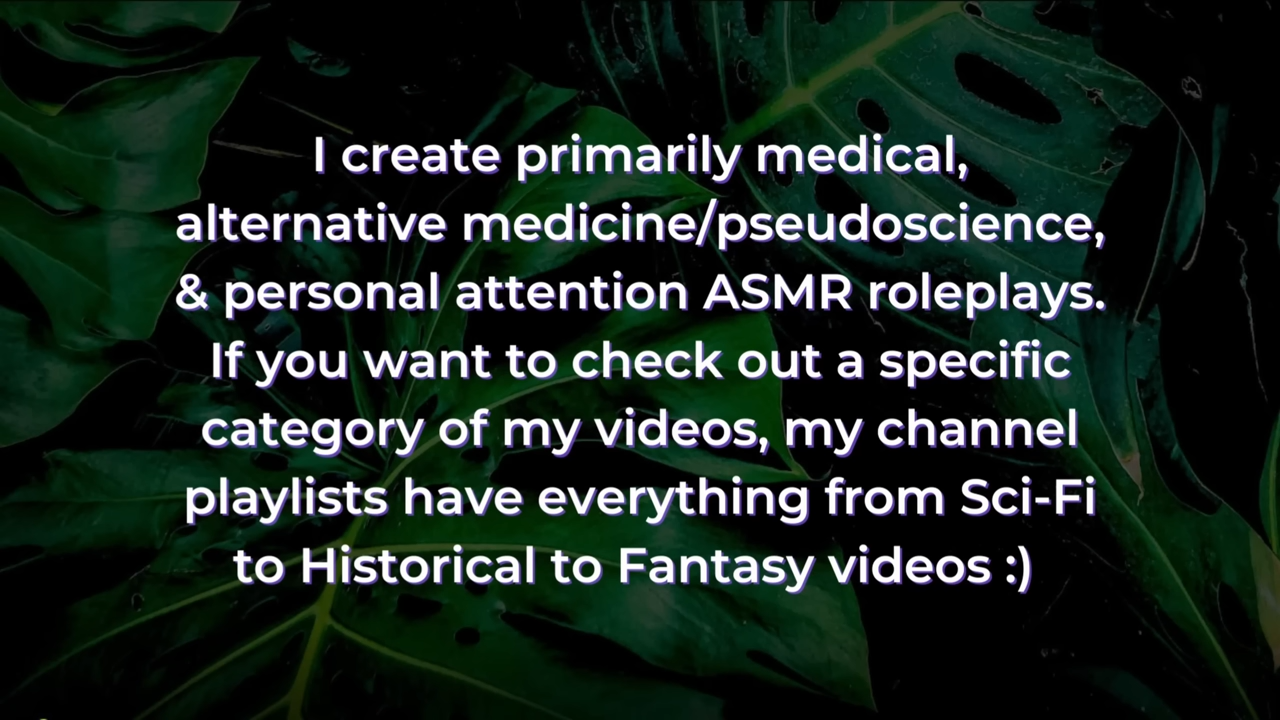 I create primarily medical,
alternative medicine/pseudoscience,
& personal attention ASMR roleplays.
If you want to check out a specific
category of my videos, my channel
playlists have everything from Sci-Fi
to Historical to Fantasy videos :)